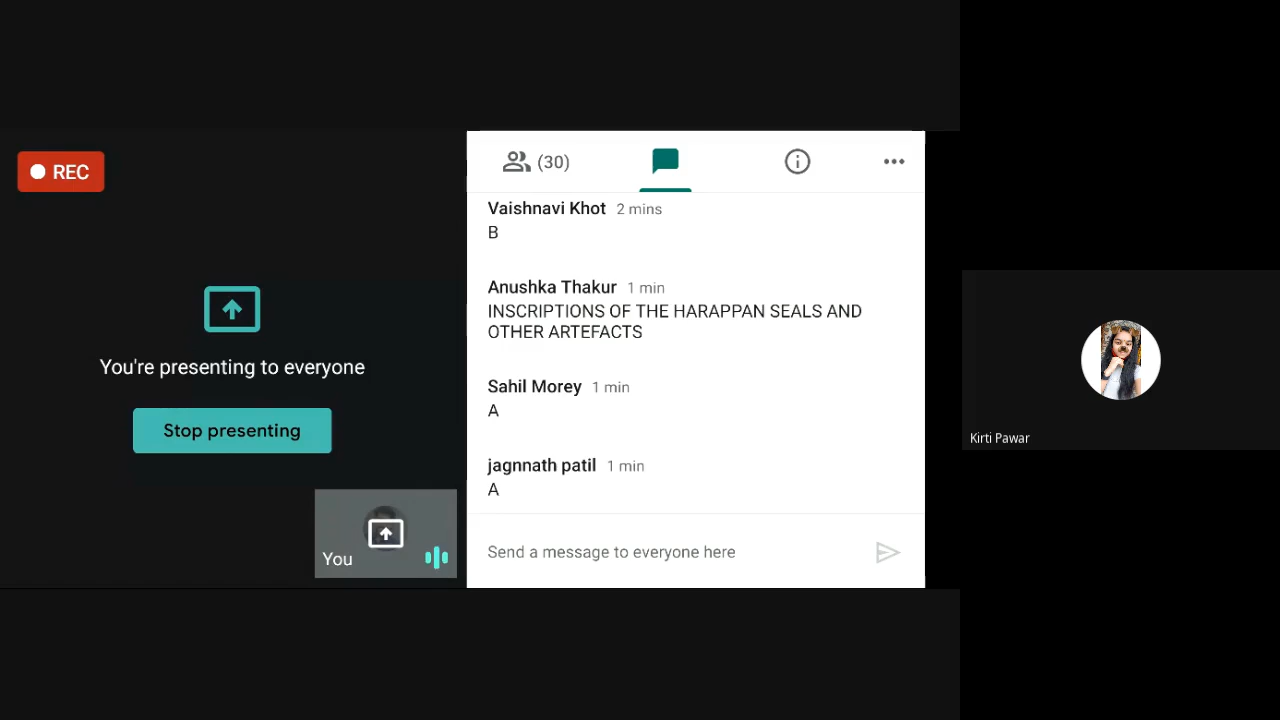 REC
You're presenting to everyone
Stop presenting
You
(30)
Vaishnavi Khot 2 mins
B
Anushka Thakur 1 min
INSCRIPTIONS OF THE HARAPPAN SEALS AND
OTHER ARTEFACTS
Sahil Morey 1 min
A
jagnnath patil 1 min
A
Send a message to everyone here
Kirti Pawar